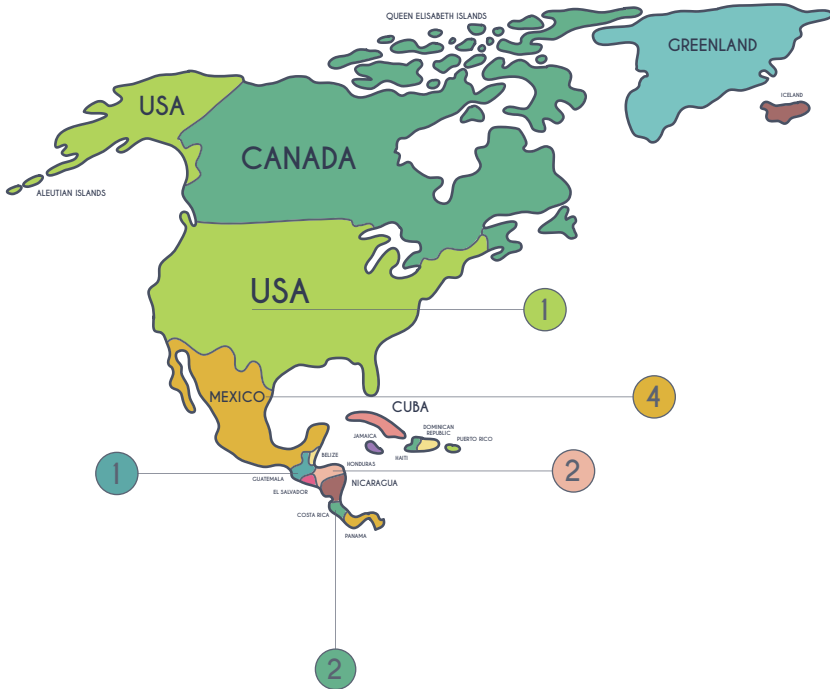 QUEEN ELISABETH ISLANDS
GREENLAND
ICELAND
USA
CANADA
ALEUTIAN ISLANDS
USA
1
MEXICO
4
CUBA
DOMINICAN
REPUBLIC
JAMAICA
PUERTO RICO
HAITI
BELIZE
HONDURAS
2
1
GUATEMALA
NICARAGUA
EL SALVADOR
COSTA RICA
PANAMA
2